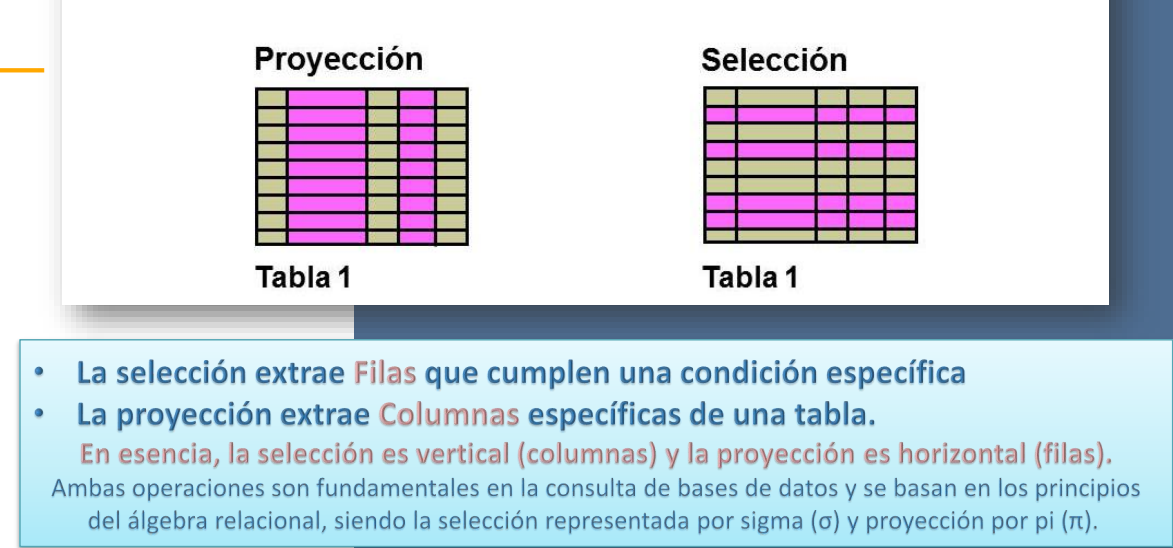 Proyección
Selección
Tabla 1
Tabla 1
• La selección extrae Filas que cumplen una condición específica
• La proyección extrae Columnas específicas de una tabla.
En esencia, la selección es vertical (columnas) y la proyección es horizontal (filas).
Ambas operaciones son fundamentales en la consulta de bases de datos y se basan en los principios
del álgebra relacional, siendo la selección representada por sigma (σ) y proyección por pi (π).